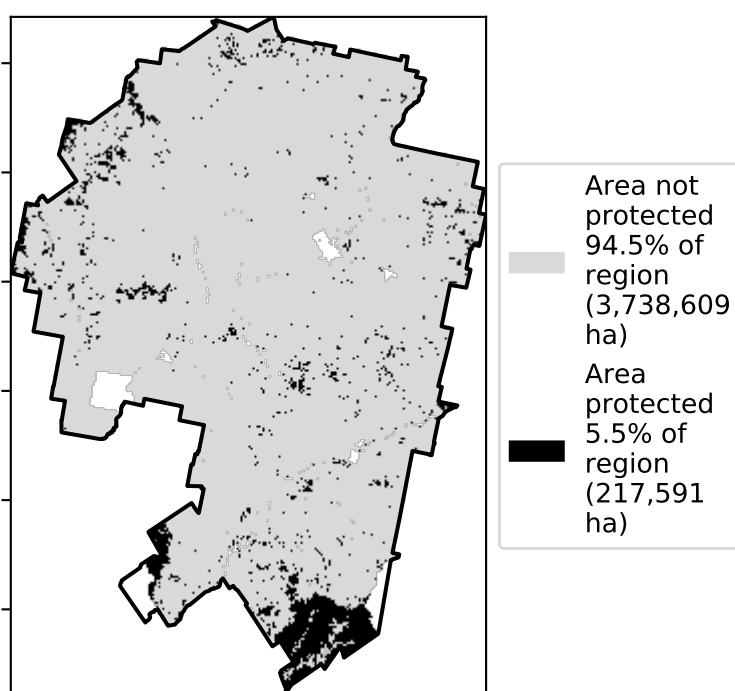 Area not
protected
94.5% of
region
(3,738,609
ha)
Area
protected
5.5% of
region
(217,591
ha)